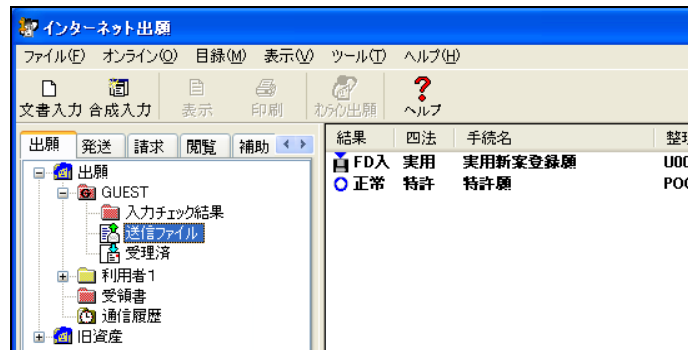 インターネット出願
ファイル(F) オンライン(O) 目録(M) 表示(V) ツール(T) ヘルプ(H)
文書入力 合成入力 表示 印刷 オンライン出願 ヘルプ
出願 発送 請求 閲覧 補助
出願
GUEST
入力チェック結果
送信ファイル
受理済
利用者1
受領書
通信履歴
旧資産
結果 四法 手続名 整理
FD入 実用 実用新案登録願 U00
正常 特許 特許願 P00